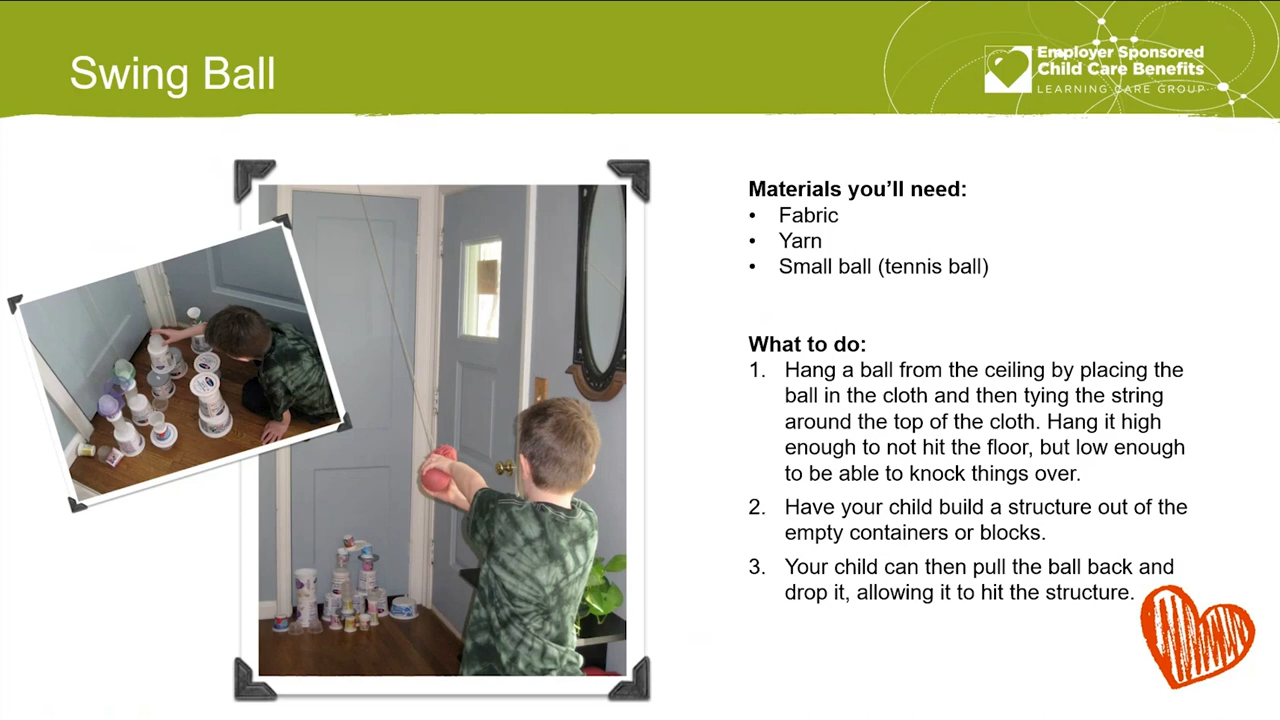 Swing Ball
Employer Sponsored
Child Care Benefits
LEARNING CARE GROUP
Materials you'll need:
• Fabric
• Yarn
• Small ball (tennis ball)
What to do:
1. Hang a ball from the ceiling by placing the
ball in the cloth and then tying the string
around the top of the cloth. Hang it high
enough to not hit the floor, but low enough
to be able to knock things over.
2. Have your child build a structure out of the
empty containers or blocks.
3. Your child can then pull the ball back and
drop it, allowing it to hit the structure.